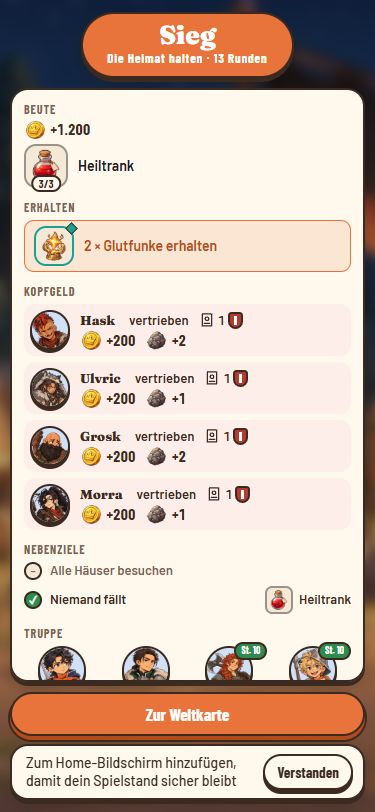 Sieg
Die Heimat halten · 13 Runden
BEUTE
+1.200
3/3
Heiltrank
ERHALTEN
2 × Glutfunke erhalten
KOPFGELD
Hask vertrieben 1
+200 +2
Ulvric vertrieben 1
+200 +1
Grosk vertrieben 1
+200 +2
Morra vertrieben 1
+200 +1
NEBENZIELE
– Alle Häuser besuchen
Niemand fällt Heiltrank
TRUPPE
St. 10 St. 10
Zur Weltkarte
Zum Home-Bildschirm hinzufügen,
damit dein Spielstand sicher bleibt
Verstanden